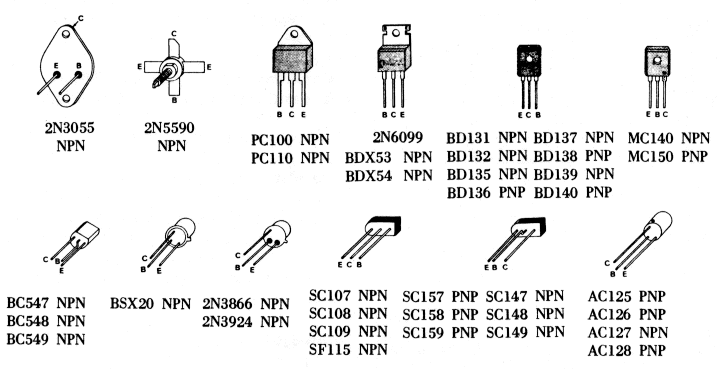 C
E B
2N3055
NPN
C
E E
B
2N5590
NPN
B C E
PC100 NPN
PC110 NPN
B C E
2N6099
BDX53 NPN
BDX54 NPN
E C B
BD131 NPN BD137 NPN
BD132 NPN BD138 PNP
BD135 NPN BD139 NPN
BD136 PNP BD140 PNP
E B C
MC140 NPN
MC150 PNP
C B E
BC547 NPN
BC548 NPN
BC549 NPN
C B E
BSX20 NPN
C B E
2N3866 NPN
2N3924 NPN
E C B
SC107 NPN
SC108 NPN
SC109 NPN
SF115 NPN
E B C
SC157 PNP SC147 NPN
SC158 PNP SC148 NPN
SC159 PNP SC149 NPN
C B E
AC125 PNP
AC126 PNP
AC127 NPN
AC128 PNP